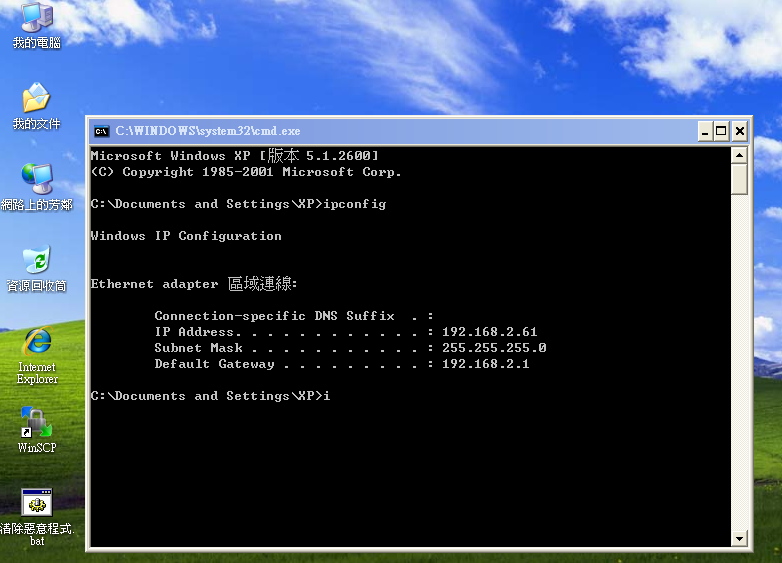 我的電腦
我的文件
網路上的芳鄰
資源回收筒
Internet
Explorer
WinSCP
清除惡意程式.
bat
C:\WINDOWS\system32\cmd.exe
Microsoft Windows XP [版本 5.1.2600]
(C) Copyright 1985-2001 Microsoft Corp.
C:\Documents and Settings\XP>ipconfig
Windows IP Configuration
Ethernet adapter 區域連線:
Connection-specific DNS Suffix  . :
IP Address. . . . . . . . . . . . : 192.168.2.61
Subnet Mask . . . . . . . . . . . : 255.255.255.0
Default Gateway . . . . . . . . . : 192.168.2.1
C:\Documents and Settings\XP>i